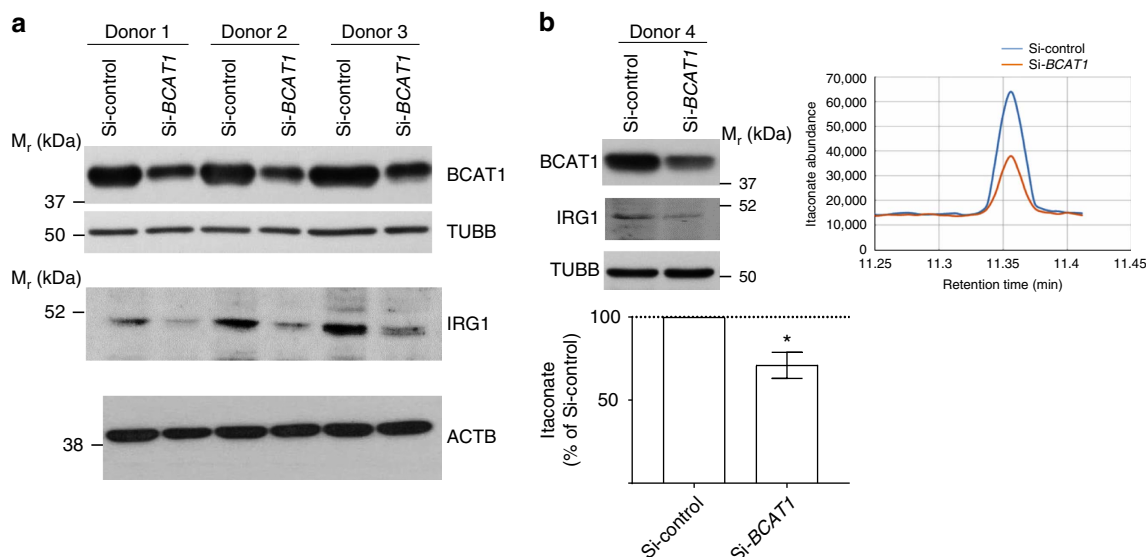 a
Donor 1
Donor 2
Donor 3
Si-control
Si-BCAT1
Si-control
Si-BCAT1
Si-control
Si-BCAT1
Mr (kDa)
BCAT1
37
TUBB
50
Mr (kDa)
52
IRG1
ACTB
38
b
Donor 4
Si-control
Si-BCAT1
Mr (kDa)
BCAT1
37
52
IRG1
TUBB
50
Si-control
Si-BCAT1
Itaconate abundance
80,000
70,000
60,000
50,000
40,000
30,000
20,000
10,000
0
11.25
11.3
11.35
11.4
11.45
Retention time (min)
Itaconate
(% of Si-control)
100
50
*
Si-control
Si-BCAT1